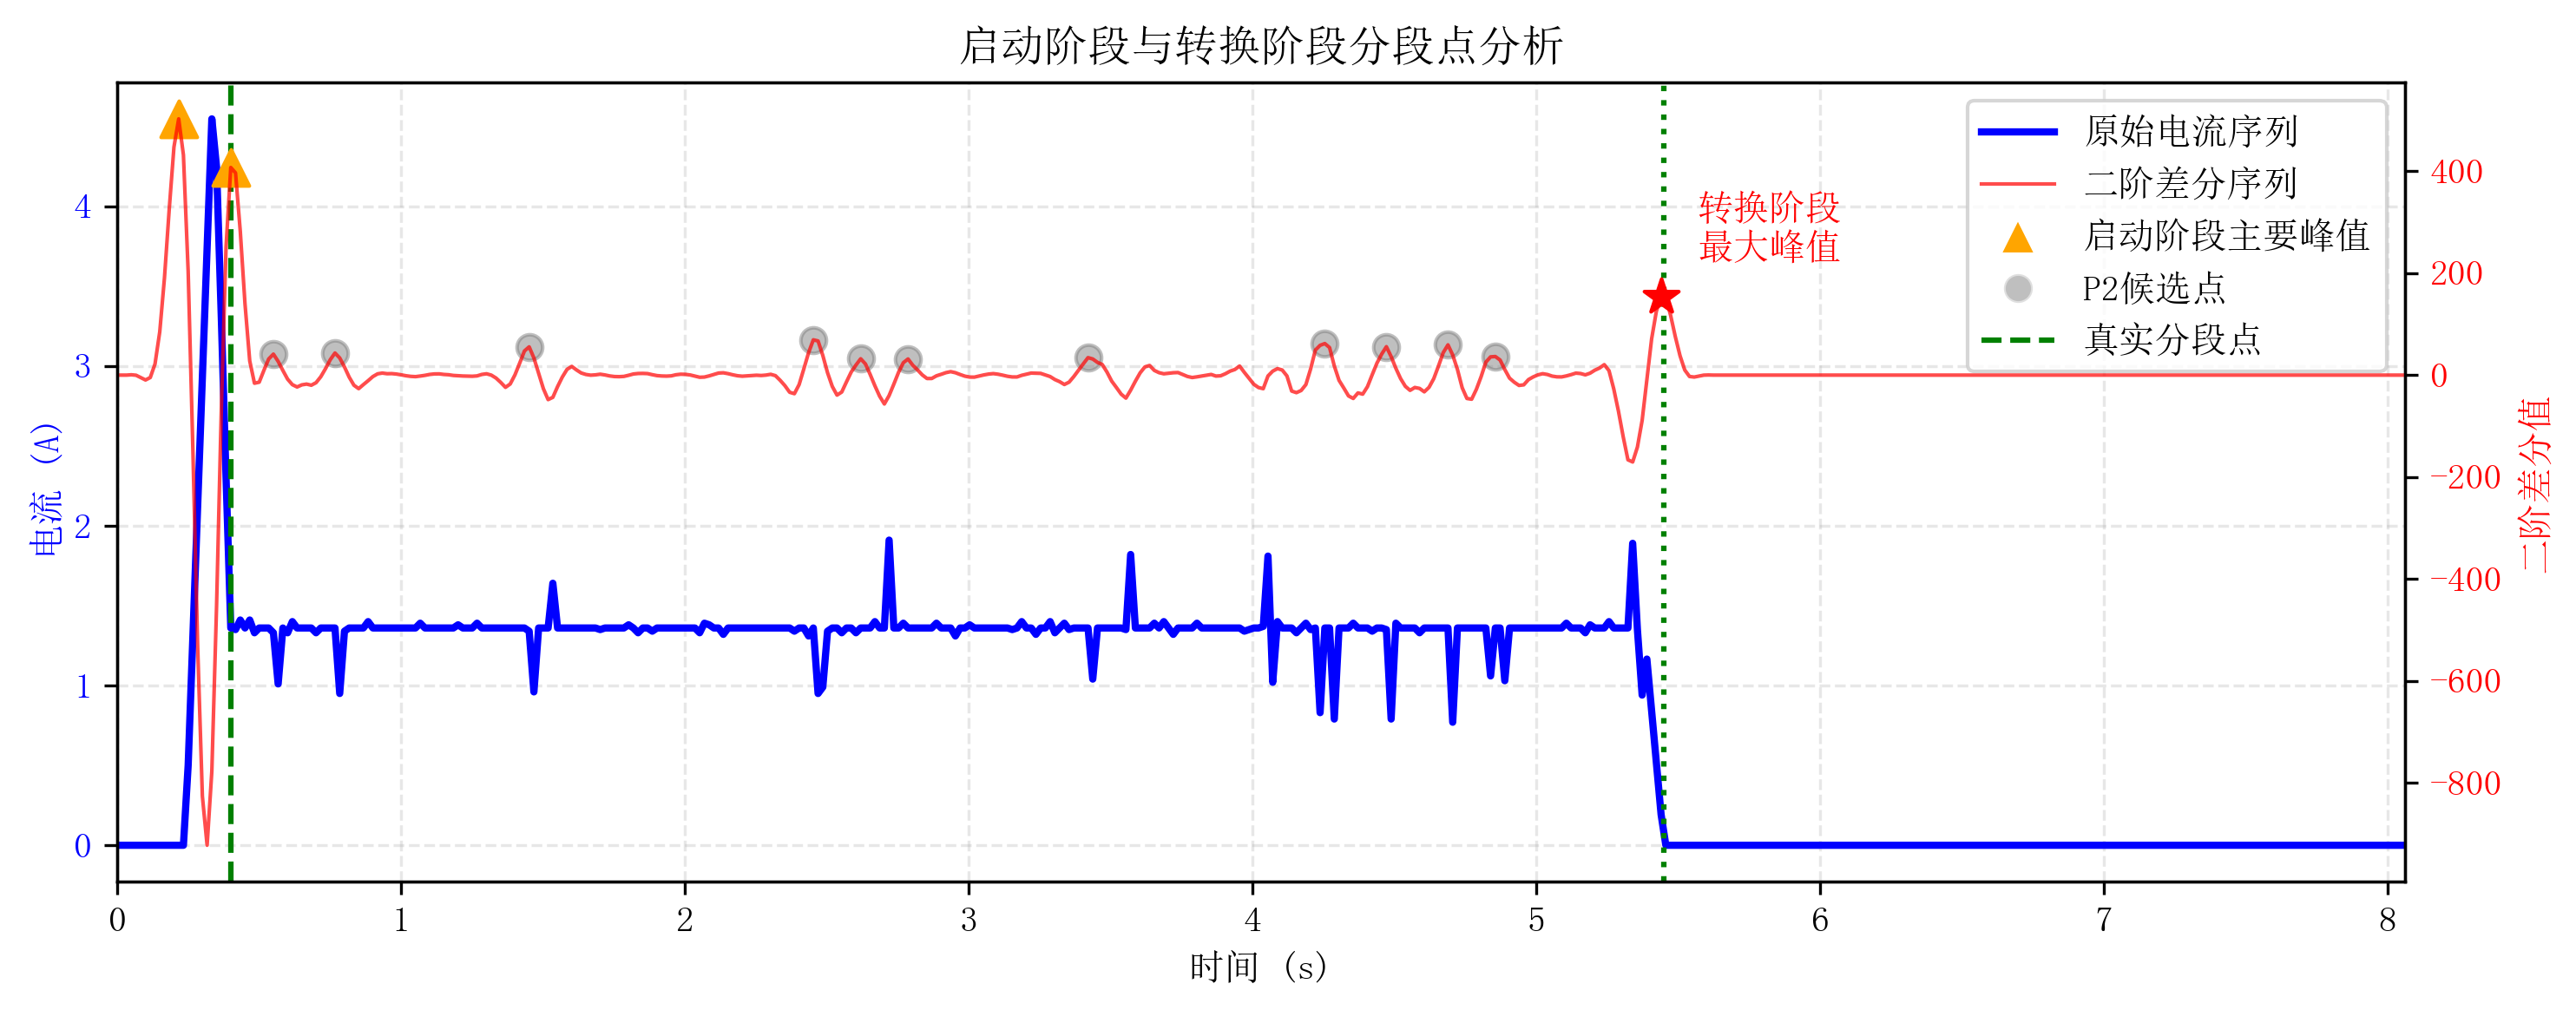 启动阶段与转换阶段分段点分析
原始电流序列
二阶差分序列
启动阶段主要峰值
P2候选点
真实分段点
转换阶段
最大峰值
电流 (A)
4
3
2
1
0
400
200
0
−200
−400
−600
−800
二阶差分值
0 1 2 3 4 5 6 7 8
时间 (s)